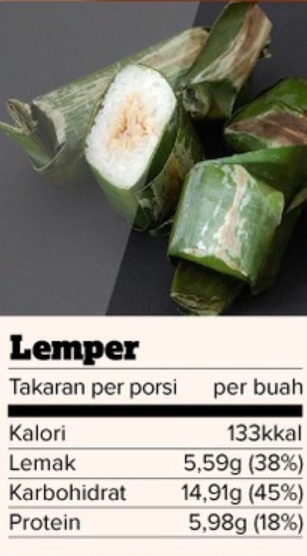 Lemper
Takaran per porsi per buah
Kalori 133kkal
Lemak 5,59g (38%)
Karbohidrat 14,91g (45%)
Protein 5,98g (18%)